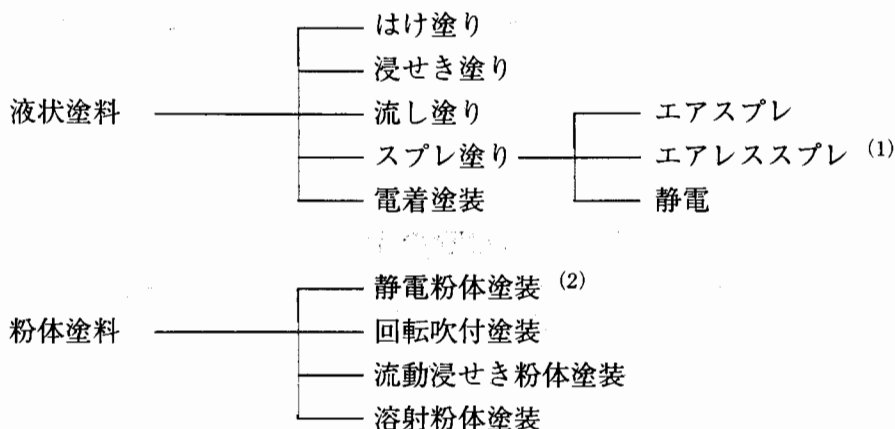 はけ塗り
浸せき塗り
液状塗料 流し塗り エアスプレ
スプレ塗り エアレススプレ (1)
電着塗装 静電
静電粉体塗装 (2)
粉体塗料 回転吹付塗装
流動浸せき粉体塗装
溶射粉体塗装